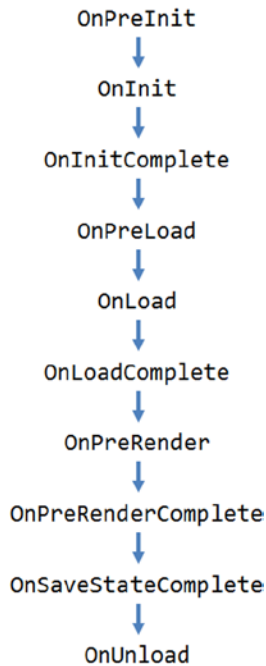 OnPreInit
OnInit
OnInitComplete
OnPreLoad
OnLoad
OnLoadComplete
OnPreRender
OnPreRenderComplete
OnSaveStateComplete
OnUnload